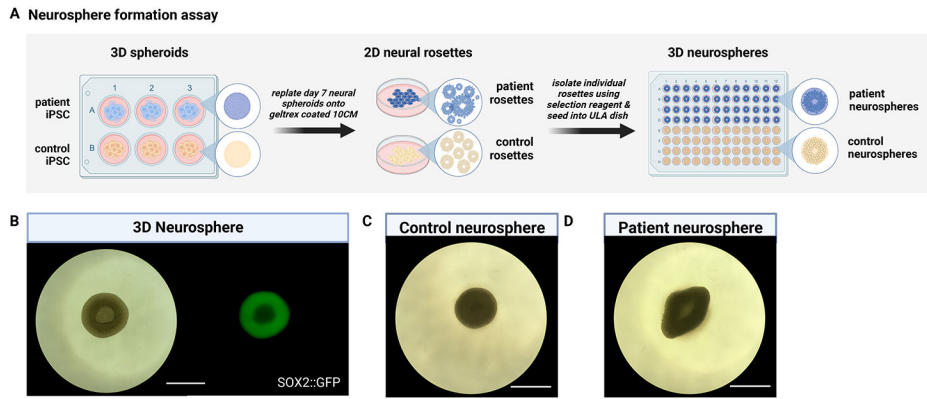 A Neurosphere formation assay
3D spheroids
2D neural rosettes
3D neurospheres
1 2 3
A
B
patient
iPSC
control
iPSC
replate day 7 neural
spheroids onto
geltrex coated 10CM
patient
rosettes
control
rosettes
isolate individual
rosettes using
selection reagent &
seed into ULA dish
patient
neurospheres
control
neurospheres
B
3D Neurosphere
SOX2::GFP
C
Control neurosphere
D
Patient neurosphere